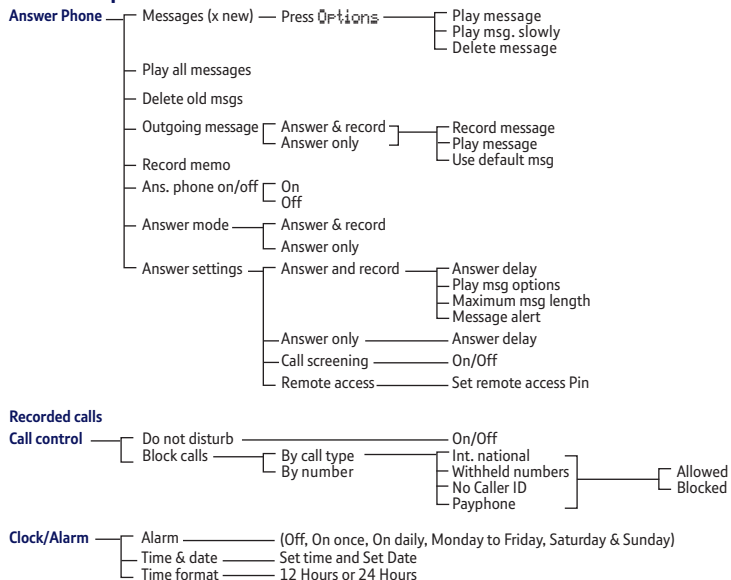 Answer Phone Messages (x new) Press Options Play message
Play msg. slowly
Delete message
Play all messages
Delete old msgs
Outgoing message Answer & record Record message
Answer only Play message
Use default msg
Record memo
Ans. phone on/off On
Off
Answer mode Answer & record
Answer only
Answer settings Answer and record Answer delay
Play msg options
Maximum msg length
Message alert
Answer only Answer delay
Call screening On/Off
Remote access Set remote access Pin
Recorded calls
Call control Do not disturb On/Off
Block calls By call type Int. national
By number Withheld numbers Allowed
No Caller ID Blocked
Payphone
Clock/Alarm Alarm (Off, On once, On daily, Monday to Friday, Saturday & Sunday)
Time & date Set time and Set Date
Time format 12 Hours or 24 Hours